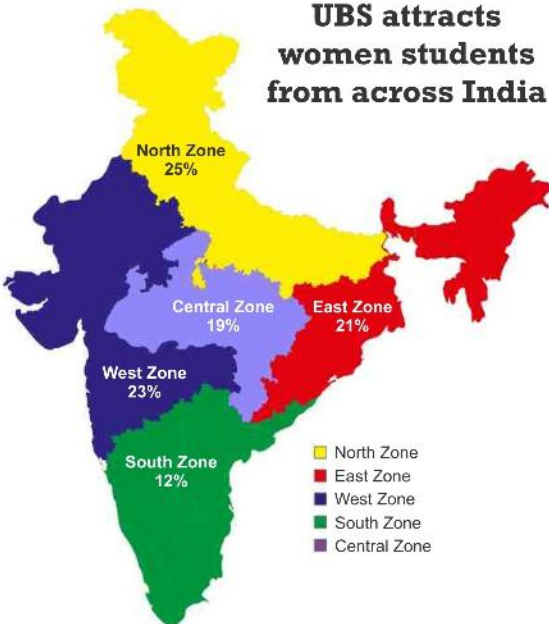 UBS attracts
women students
from across India
North Zone
25%
Central Zone
19%
East Zone
21%
West Zone
23%
South Zone
12%
North Zone
East Zone
West Zone
South Zone
Central Zone